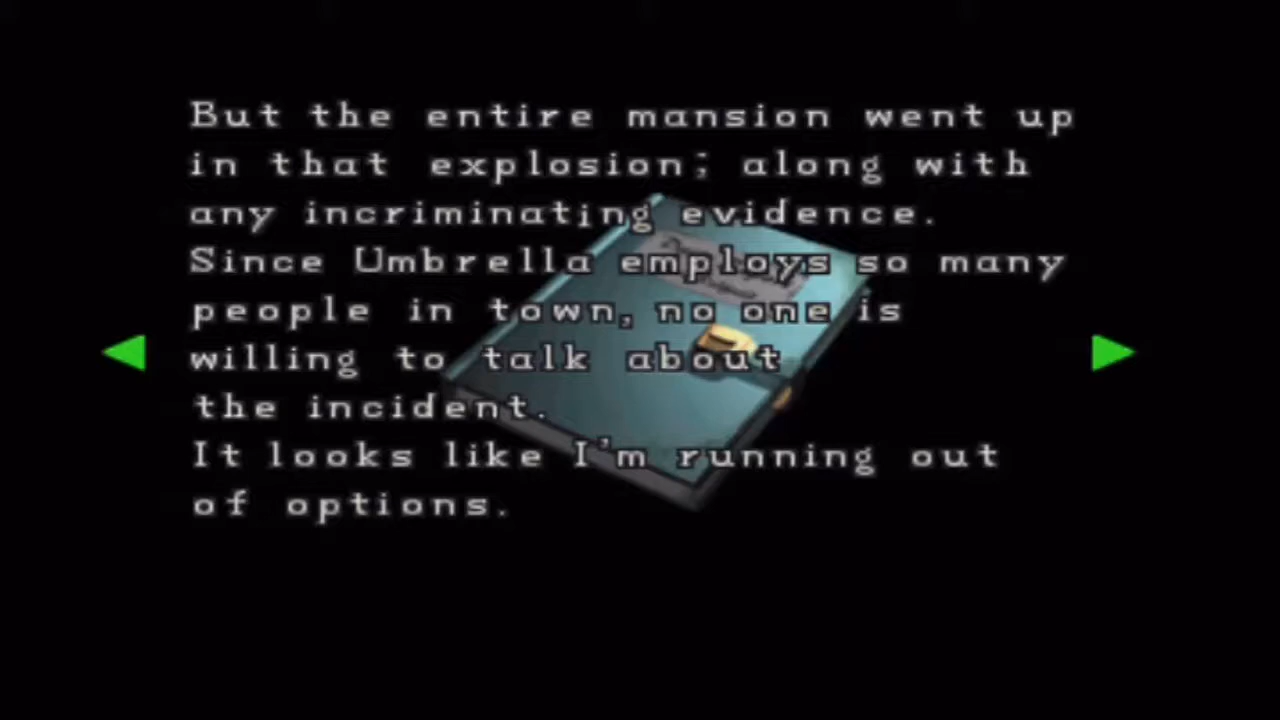 But the entire mansion went up
in that explosion; along with
any incriminating evidence.
Since Umbrella employs so many
people in town, no one is
willing to talk about
the incident.
It looks like I'm running out
of options.